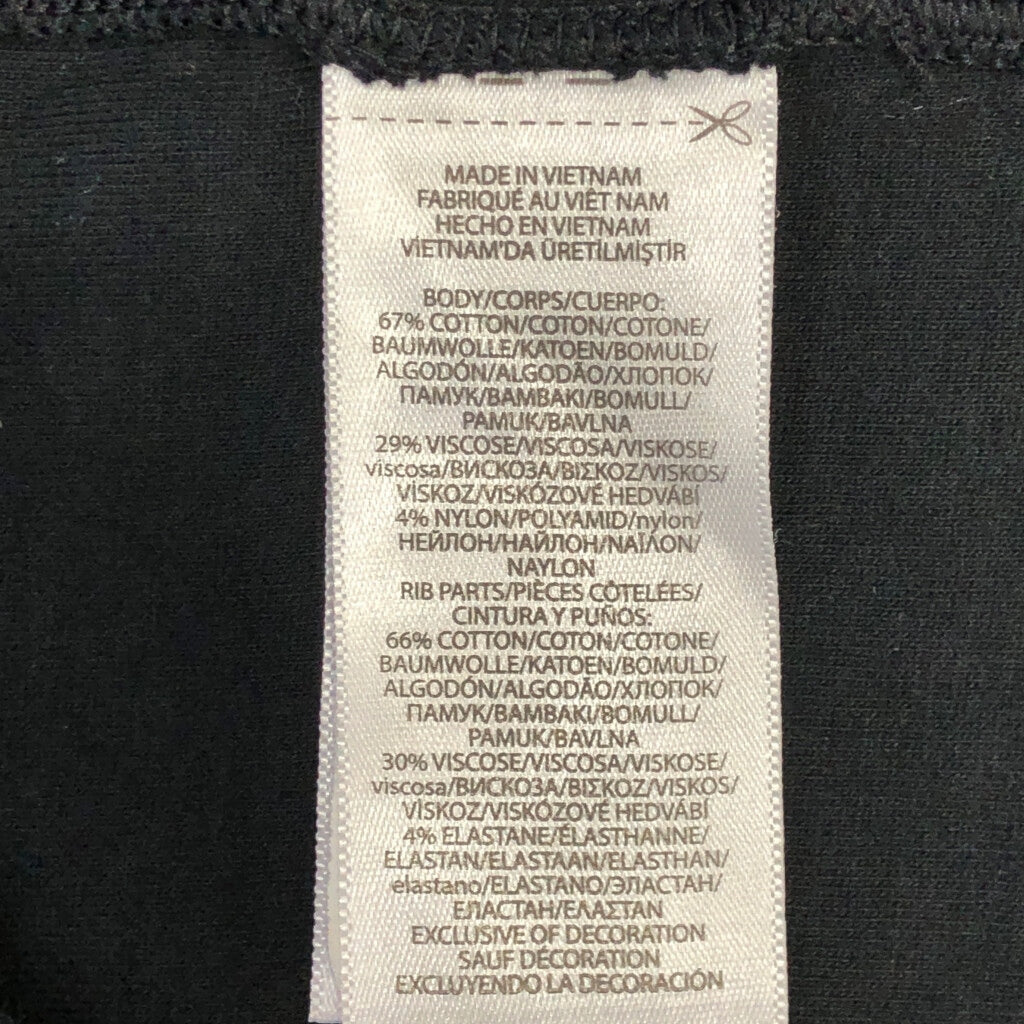 MADE IN VIETNAM
FABRIQUÉ AU VIÊT NAM
HECHO EN VIETNAM
VİETNAM'DA ÜRETİLMİŞTİR
BODY/CORPS/CUERPO:
67% COTTON/COTON/COTONE/
BAUMWOLLE/KATOEN/BOMULD/
ALGODÓN/ALGODÃO/ХЛОПОК/
ПАМУК/ΒΑΜΒΑΚΙ/BOMULL/
PAMUK/BAVLNA
29% VISCOSE/VISCOSA/VISKOSE/
viscosa/ВИСКОЗА/ΒΙΣΚΟΖ/VISKOS/
VİSKOZ/VISKÓZOVÉ HEDVÁBÍ
4% NYLON/POLYAMID/nylon/
НЕЙЛОН/НАЙЛОН/ΝΑΪΛΟΝ/
NAYLON
RIB PARTS/PIÈCES CÔTELÉES/
CINTURA Y PUÑOS:
66% COTTON/COTON/COTONE/
BAUMWOLLE/KATOEN/BOMULD/
ALGODÓN/ALGODÃO/ХЛОПОК/
ПАМУК/ΒΑΜΒΑΚΙ/BOMULL/
PAMUK/BAVLNA
30% VISCOSE/VISCOSA/VISKOSE/
viscosa/ВИСКОЗА/ΒΙΣΚΟΖ/VISKOS/
VİSKOZ/VISKÓZOVÉ HEDVÁBÍ
4% ELASTANE/ÉLASTHANNE/
ELASTAN/ELASTAAN/ELASTHAN/
elastano/ELASTANO/ЭЛАСТАН/
ЕЛАСТАН/ΕΛΑΣΤΑΝ
EXCLUSIVE OF DECORATION
SAUF DÉCORATION
EXCLUYENDO LA DECORACIÓN